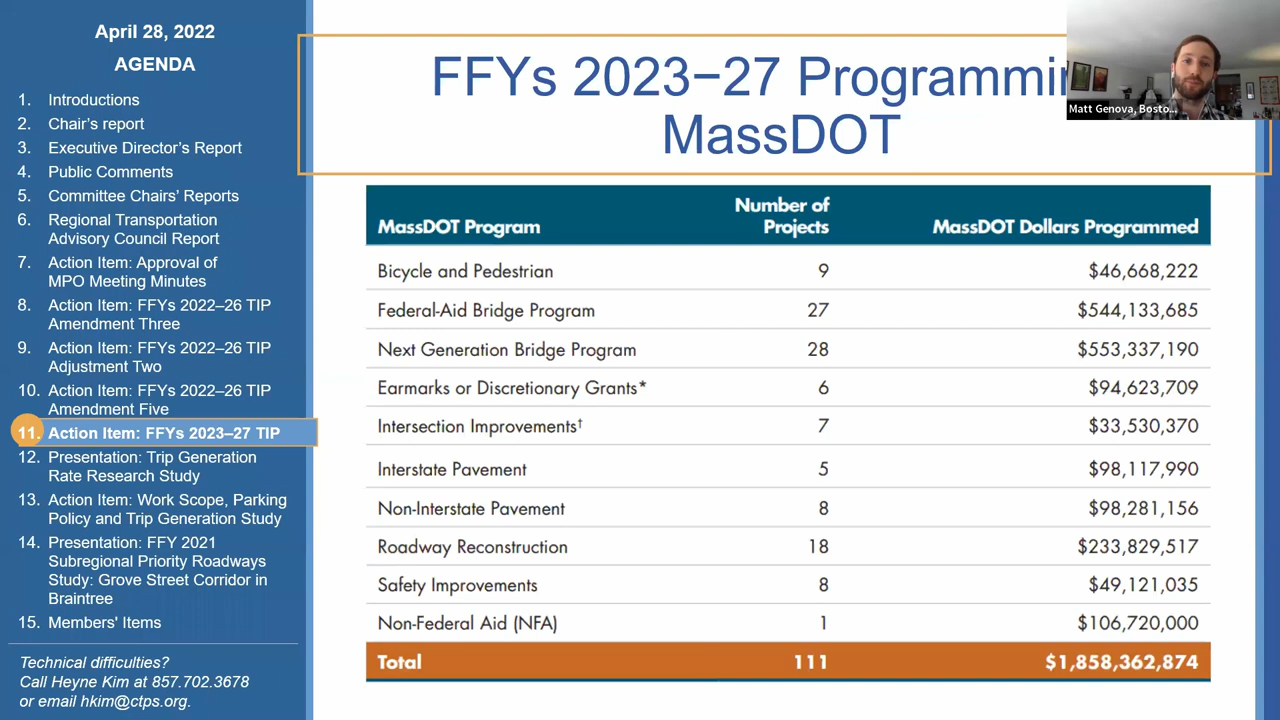 April 28, 2022
AGENDA
1. Introductions
2. Chair's report
3. Executive Director's Report
4. Public Comments
5. Committee Chairs' Reports
6. Regional Transportation
Advisory Council Report
7. Action Item: Approval of
MPO Meeting Minutes
8. Action Item: FFYs 2022–26 TIP
Amendment Three
9. Action Item: FFYs 2022–26 TIP
Adjustment Two
10. Action Item: FFYs 2022–26 TIP
Amendment Five
11. Action Item: FFYs 2023–27 TIP
12. Presentation: Trip Generation
Rate Research Study
13. Action Item: Work Scope, Parking
Policy and Trip Generation Study
14. Presentation: FFY 2021
Subregional Priority Roadways
Study: Grove Street Corridor in
Braintree
15. Members' Items
Technical difficulties?
Call Heyne Kim at 857.702.3678
or email hkim@ctps.org.
FFYs 2023−27 Programmin
MassDOT
Matt Genova, Bosto...
MassDOT Program Number of Projects MassDOT Dollars Programmed
Bicycle and Pedestrian 9 $46,668,222
Federal-Aid Bridge Program 27 $544,133,685
Next Generation Bridge Program 28 $553,337,190
Earmarks or Discretionary Grants* 6 $94,623,709
Intersection Improvements† 7 $33,530,370
Interstate Pavement 5 $98,117,990
Non-Interstate Pavement 8 $98,281,156
Roadway Reconstruction 18 $233,829,517
Safety Improvements 8 $49,121,035
Non-Federal Aid (NFA) 1 $106,720,000
Total 111 $1,858,362,874